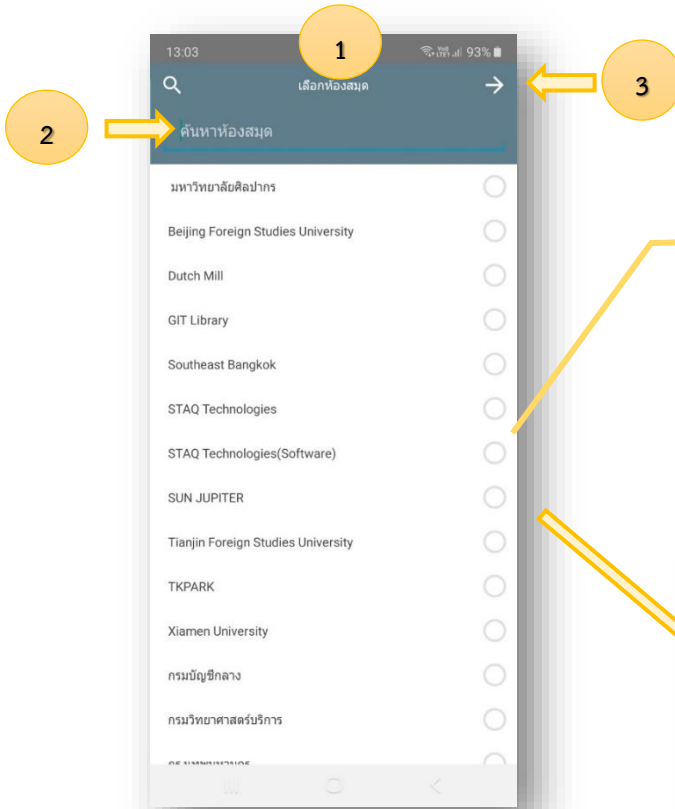 1
13:03
93%
เลือกห้องสมุด
3
2
ค้นหาห้องสมุด
มหาวิทยาลัยศิลปากร
Beijing Foreign Studies University
Dutch Mill
GIT Library
Southeast Bangkok
STAQ Technologies
STAQ Technologies(Software)
SUN JUPITER
Tianjin Foreign Studies University
TKPARK
Xiamen University
กรมบัญชีกลาง
กรมวิทยาศาสตร์บริการ